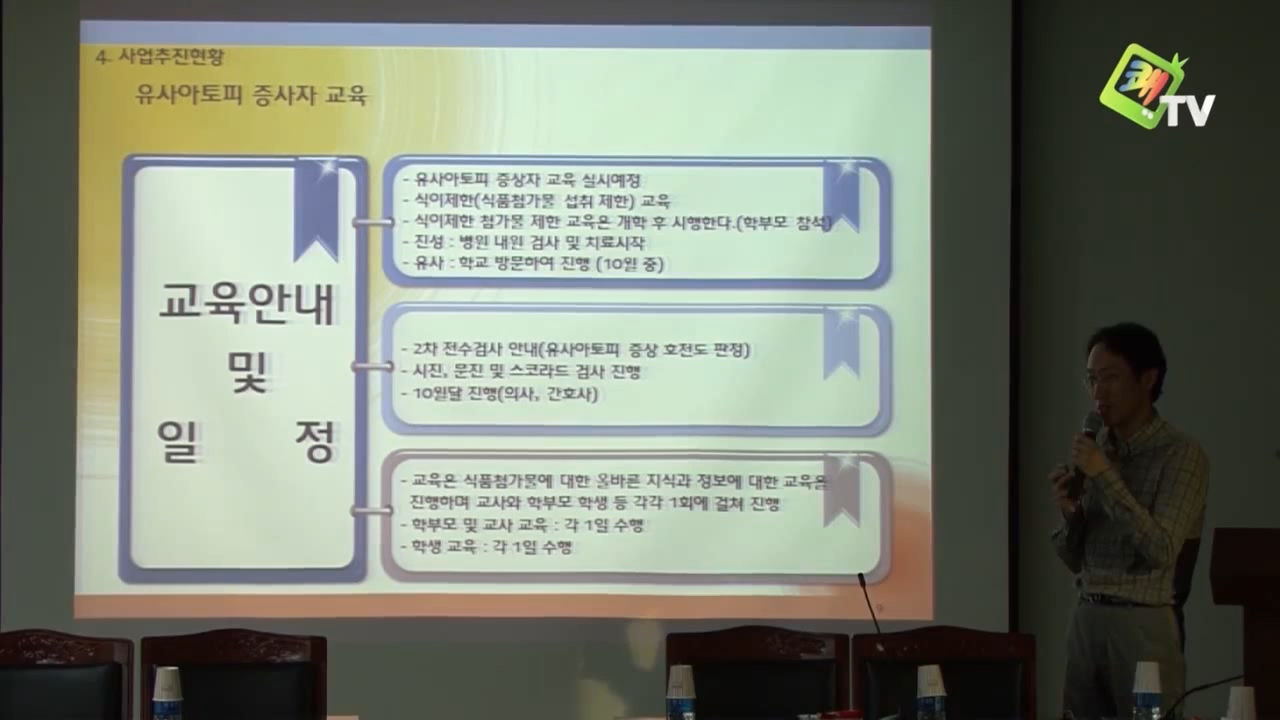 4. 사업추진현황
유사아토피 증사자 교육
쾌TV
교육안내
및
일 정
- 유사아토피 증상자 교육 실시예정
- 식이제한(식품첨가물 섭취 제한) 교육
- 식이제한 첨가물 제한 교육은 개학 후 시행한다.(학부모 참석)
- 진성 : 병원 내원 검사 및 치료시작
- 유사 : 학교 방문하여 진행 (10월 중)
- 2차 전수검사 안내(유사아토피 증상 호전도 판정)
- 시진, 문진 및 스코라드 검사 진행
- 10월달 진행(의사, 간호사)
- 교육은 식품첨가물에 대한 올바른 지식과 정보에 대한 교육을
진행하며 교사와 학부모 학생 등 각각 1회에 걸쳐 진행
- 학부모 및 교사 교육 : 각 1일 수행
- 학생 교육 : 각 1일 수행
9